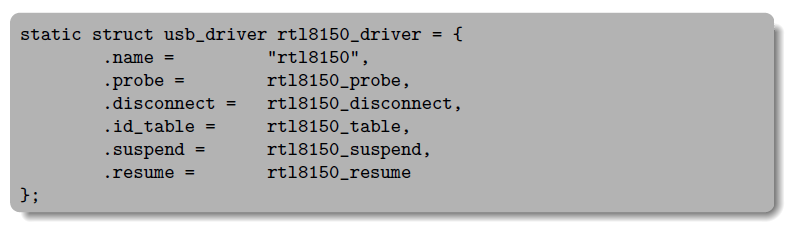 static struct usb_driver rtl8150_driver = {
        .name =         "rtl8150",
        .probe =        rtl8150_probe,
        .disconnect =   rtl8150_disconnect,
        .id_table =     rtl8150_table,
        .suspend =      rtl8150_suspend,
        .resume =       rtl8150_resume
};